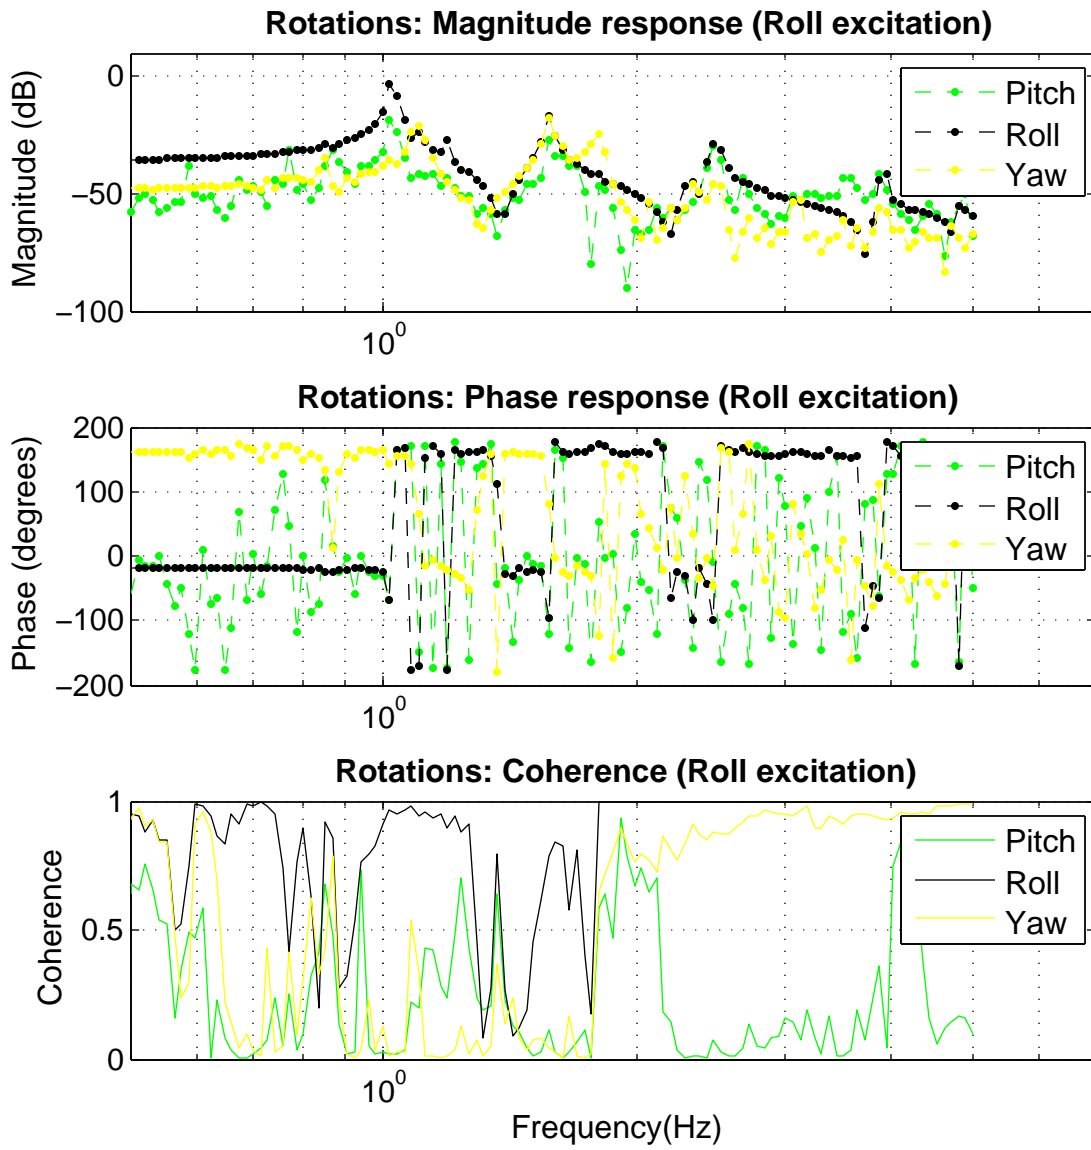 Rotations: Magnitude response (Roll excitation)
Magnitude (dB)
0
−50
−100
10^0
Pitch
Roll
Yaw
Rotations: Phase response (Roll excitation)
Phase (degrees)
200
100
0
−100
−200
10^0
Pitch
Roll
Yaw
Rotations: Coherence (Roll excitation)
Coherence
1
0.5
0
10^0
Pitch
Roll
Yaw
Frequency(Hz)